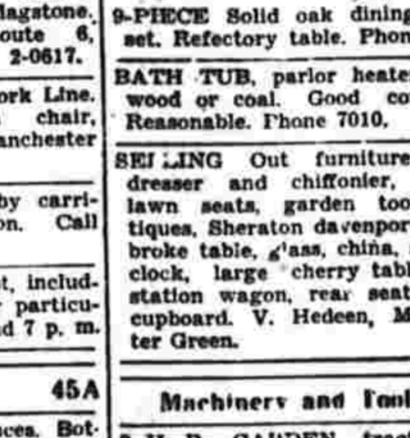 Magstone.
oute 6,
2-0617.
ork Line.
chair,
anchester
by carri-
on. Call
t, includ-
particu-
d 7 p. m.
45A
ces. Bot-
9-PIECE Solid oak dining
set. Refectory table. Phon
BATH TUB, parlor heate
wood or coal. Good co
Reasonable. Phone 7010.
SELLING Out furniture
dresser and chiffonier,
lawn seats, garden too
tiques, Sheraton davenpor
broke table, glass, china,
clock, large cherry tabl
station wagon, rear seat
cupboard. V. Hedeen, M
ter Green.
Machinery and Tool
GARDEN